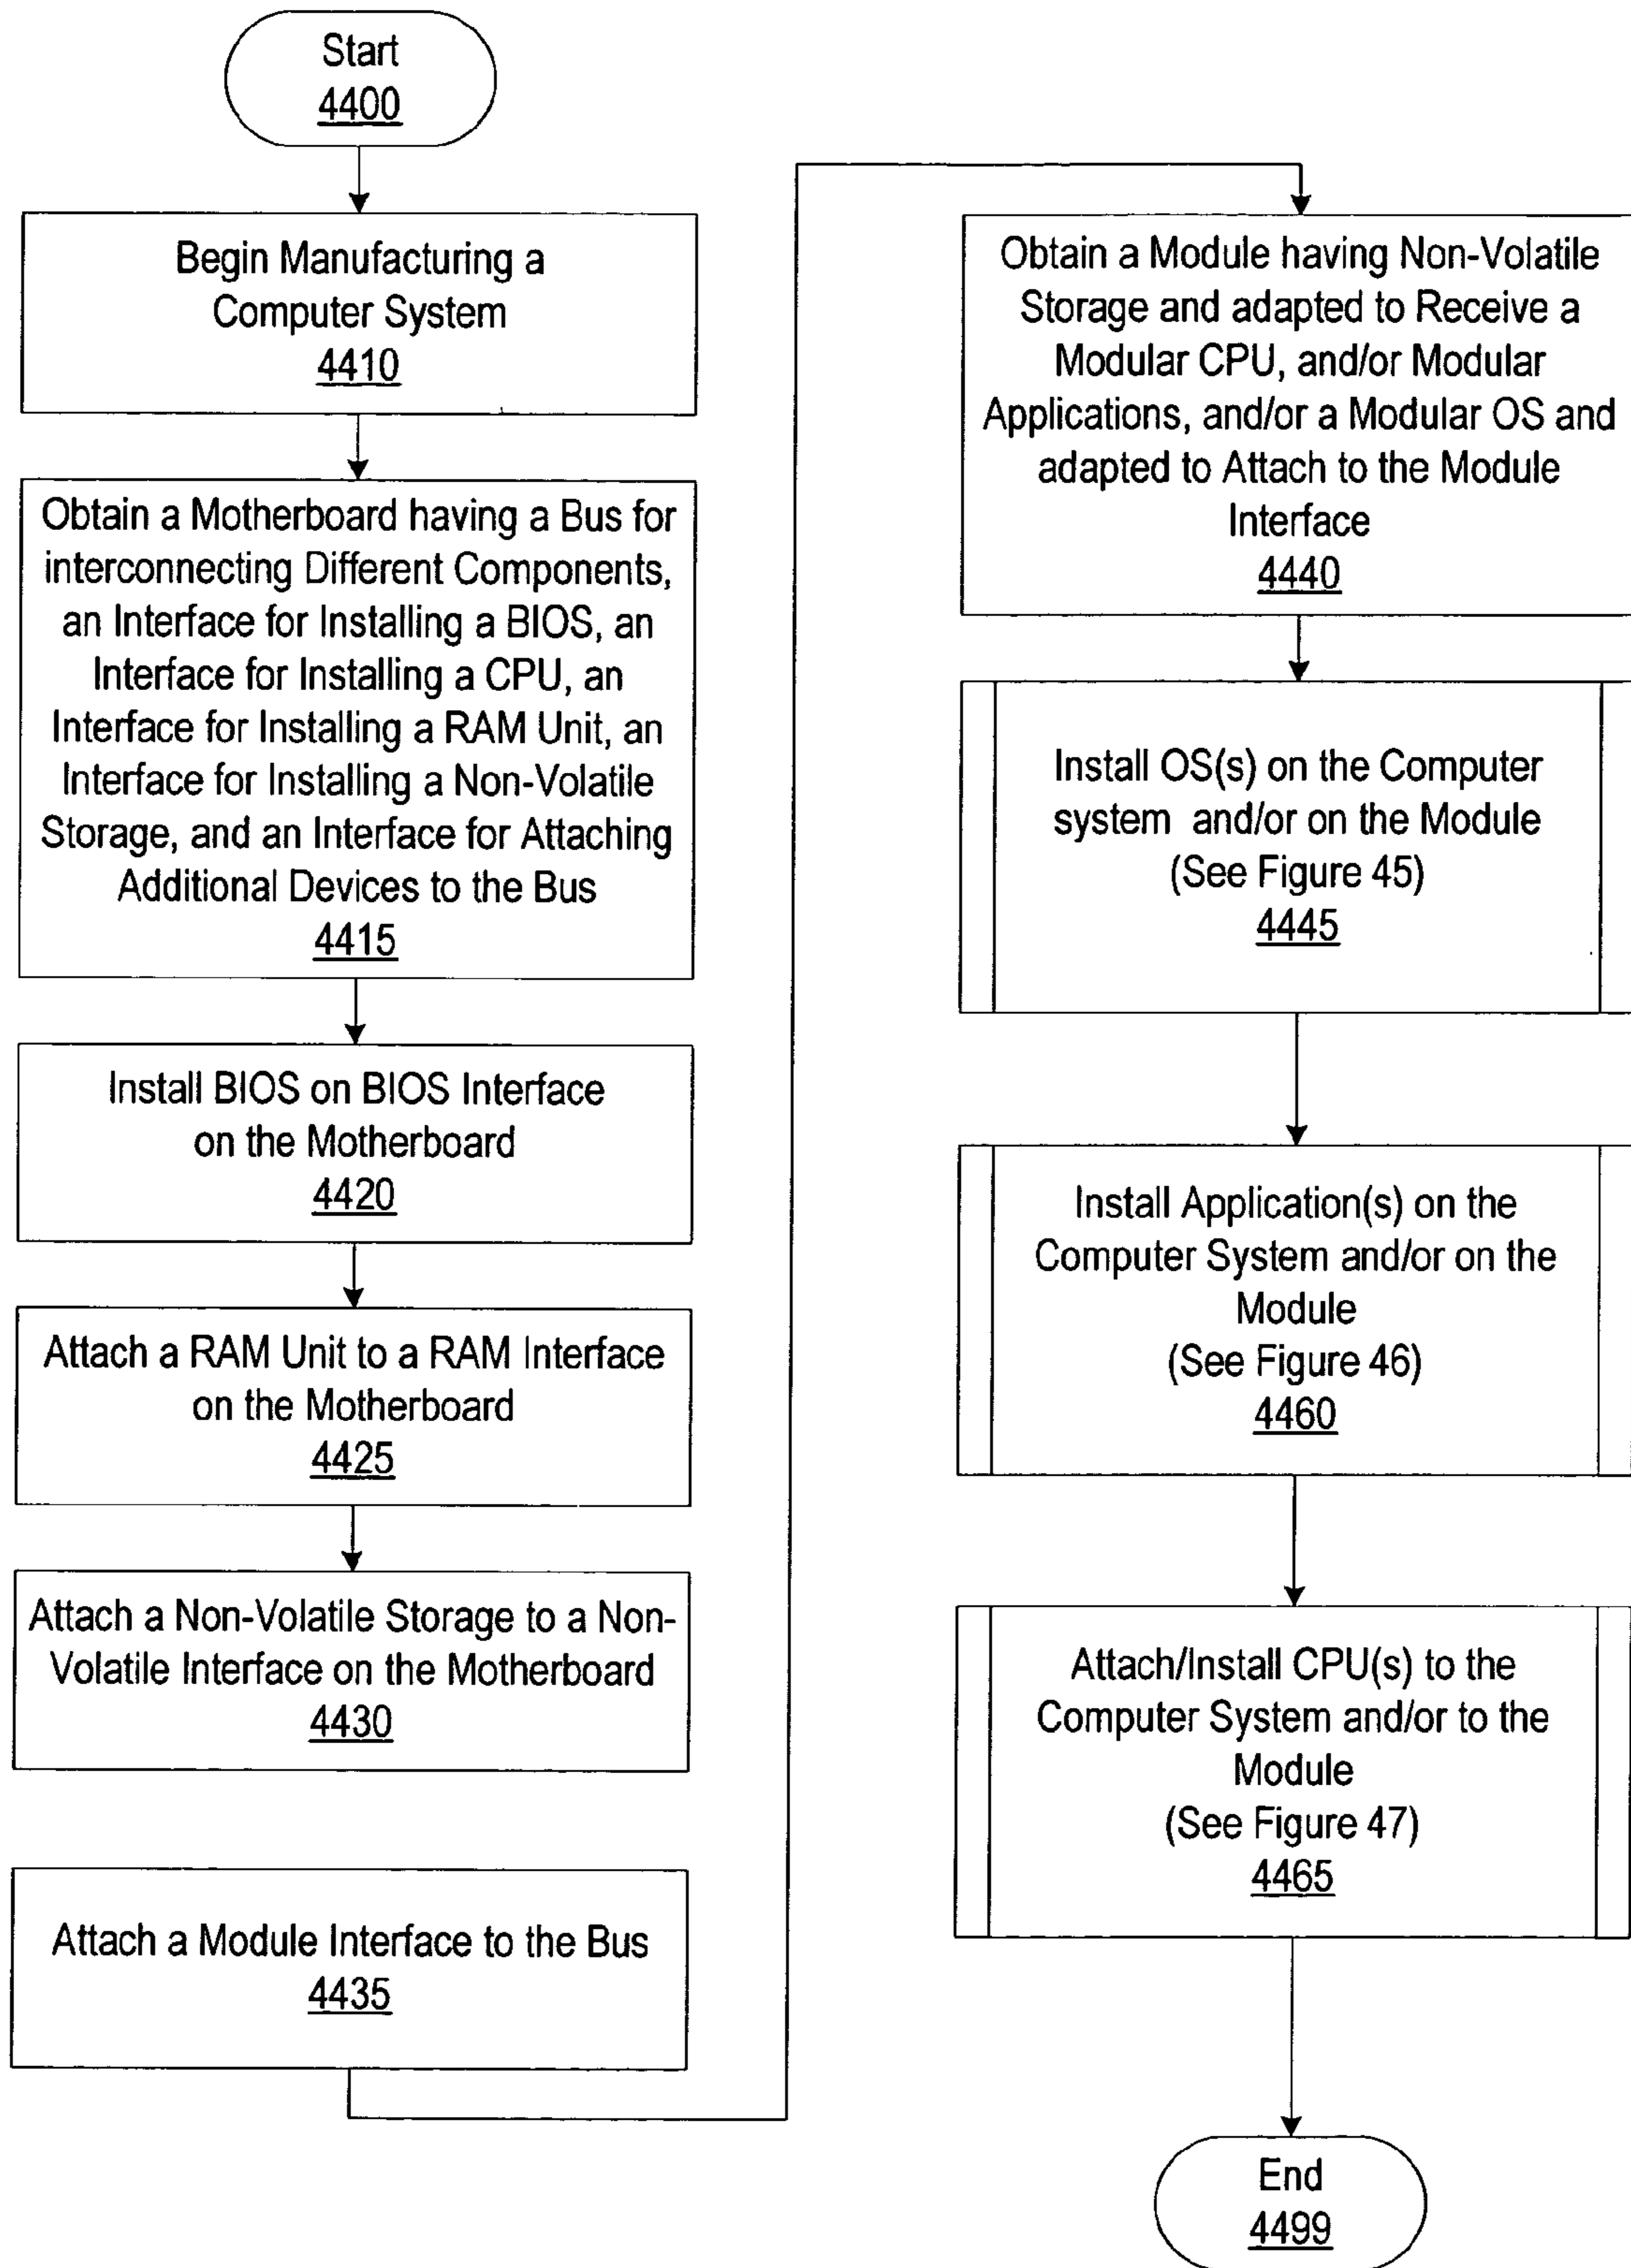 Start
4400
Begin Manufacturing a
Computer System
4410
Obtain a Motherboard having a Bus for
interconnecting Different Components,
an Interface for Installing a BIOS, an
Interface for Installing a CPU, an
Interface for Installing a RAM Unit, an
Interface for Installing a Non-Volatile
Storage, and an Interface for Attaching
Additional Devices to the Bus
4415
Install BIOS on BIOS Interface
on the Motherboard
4420
Attach a RAM Unit to a RAM Interface
on the Motherboard
4425
Attach a Non-Volatile Storage to a Non-
Volatile Interface on the Motherboard
4430
Attach a Module Interface to the Bus
4435
Obtain a Module having Non-Volatile
Storage and adapted to Receive a
Modular CPU, and/or Modular
Applications, and/or a Modular OS and
adapted to Attach to the Module
Interface
4440
Install OS(s) on the Computer
system and/or on the Module
(See Figure 45)
4445
Install Application(s) on the
Computer System and/or on the
Module
(See Figure 46)
4460
Attach/Install CPU(s) to the
Computer System and/or to the
Module
(See Figure 47)
4465
End
4499